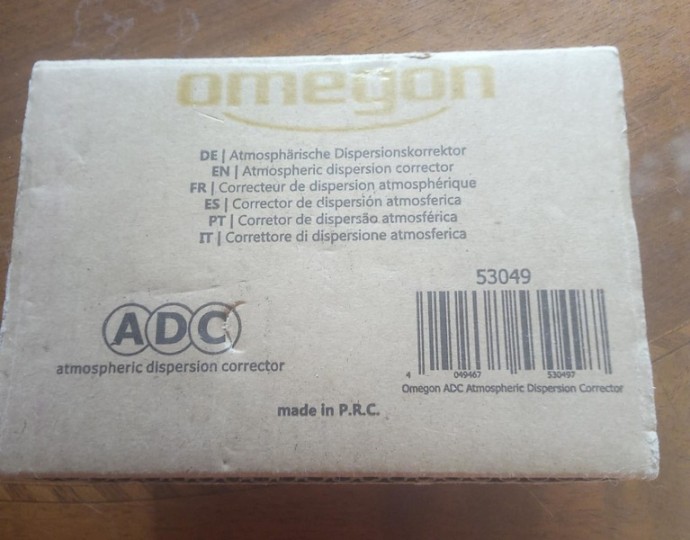 omegon
DE | Atmosphärische Dispersionskorrektor
EN | Atmospheric dispersion corrector
FR | Correcteur de dispersion atmosphérique
ES | Corrector de dispersión atmosferica
PT | Corretor de dispersão atmosférica
IT | Correttore di dispersione atmosferica
53049
ADC
atmospheric dispersion corrector
4 049467 530497
Omegon ADC Atmospheric Dispersion Corrector
made in P.R.C.